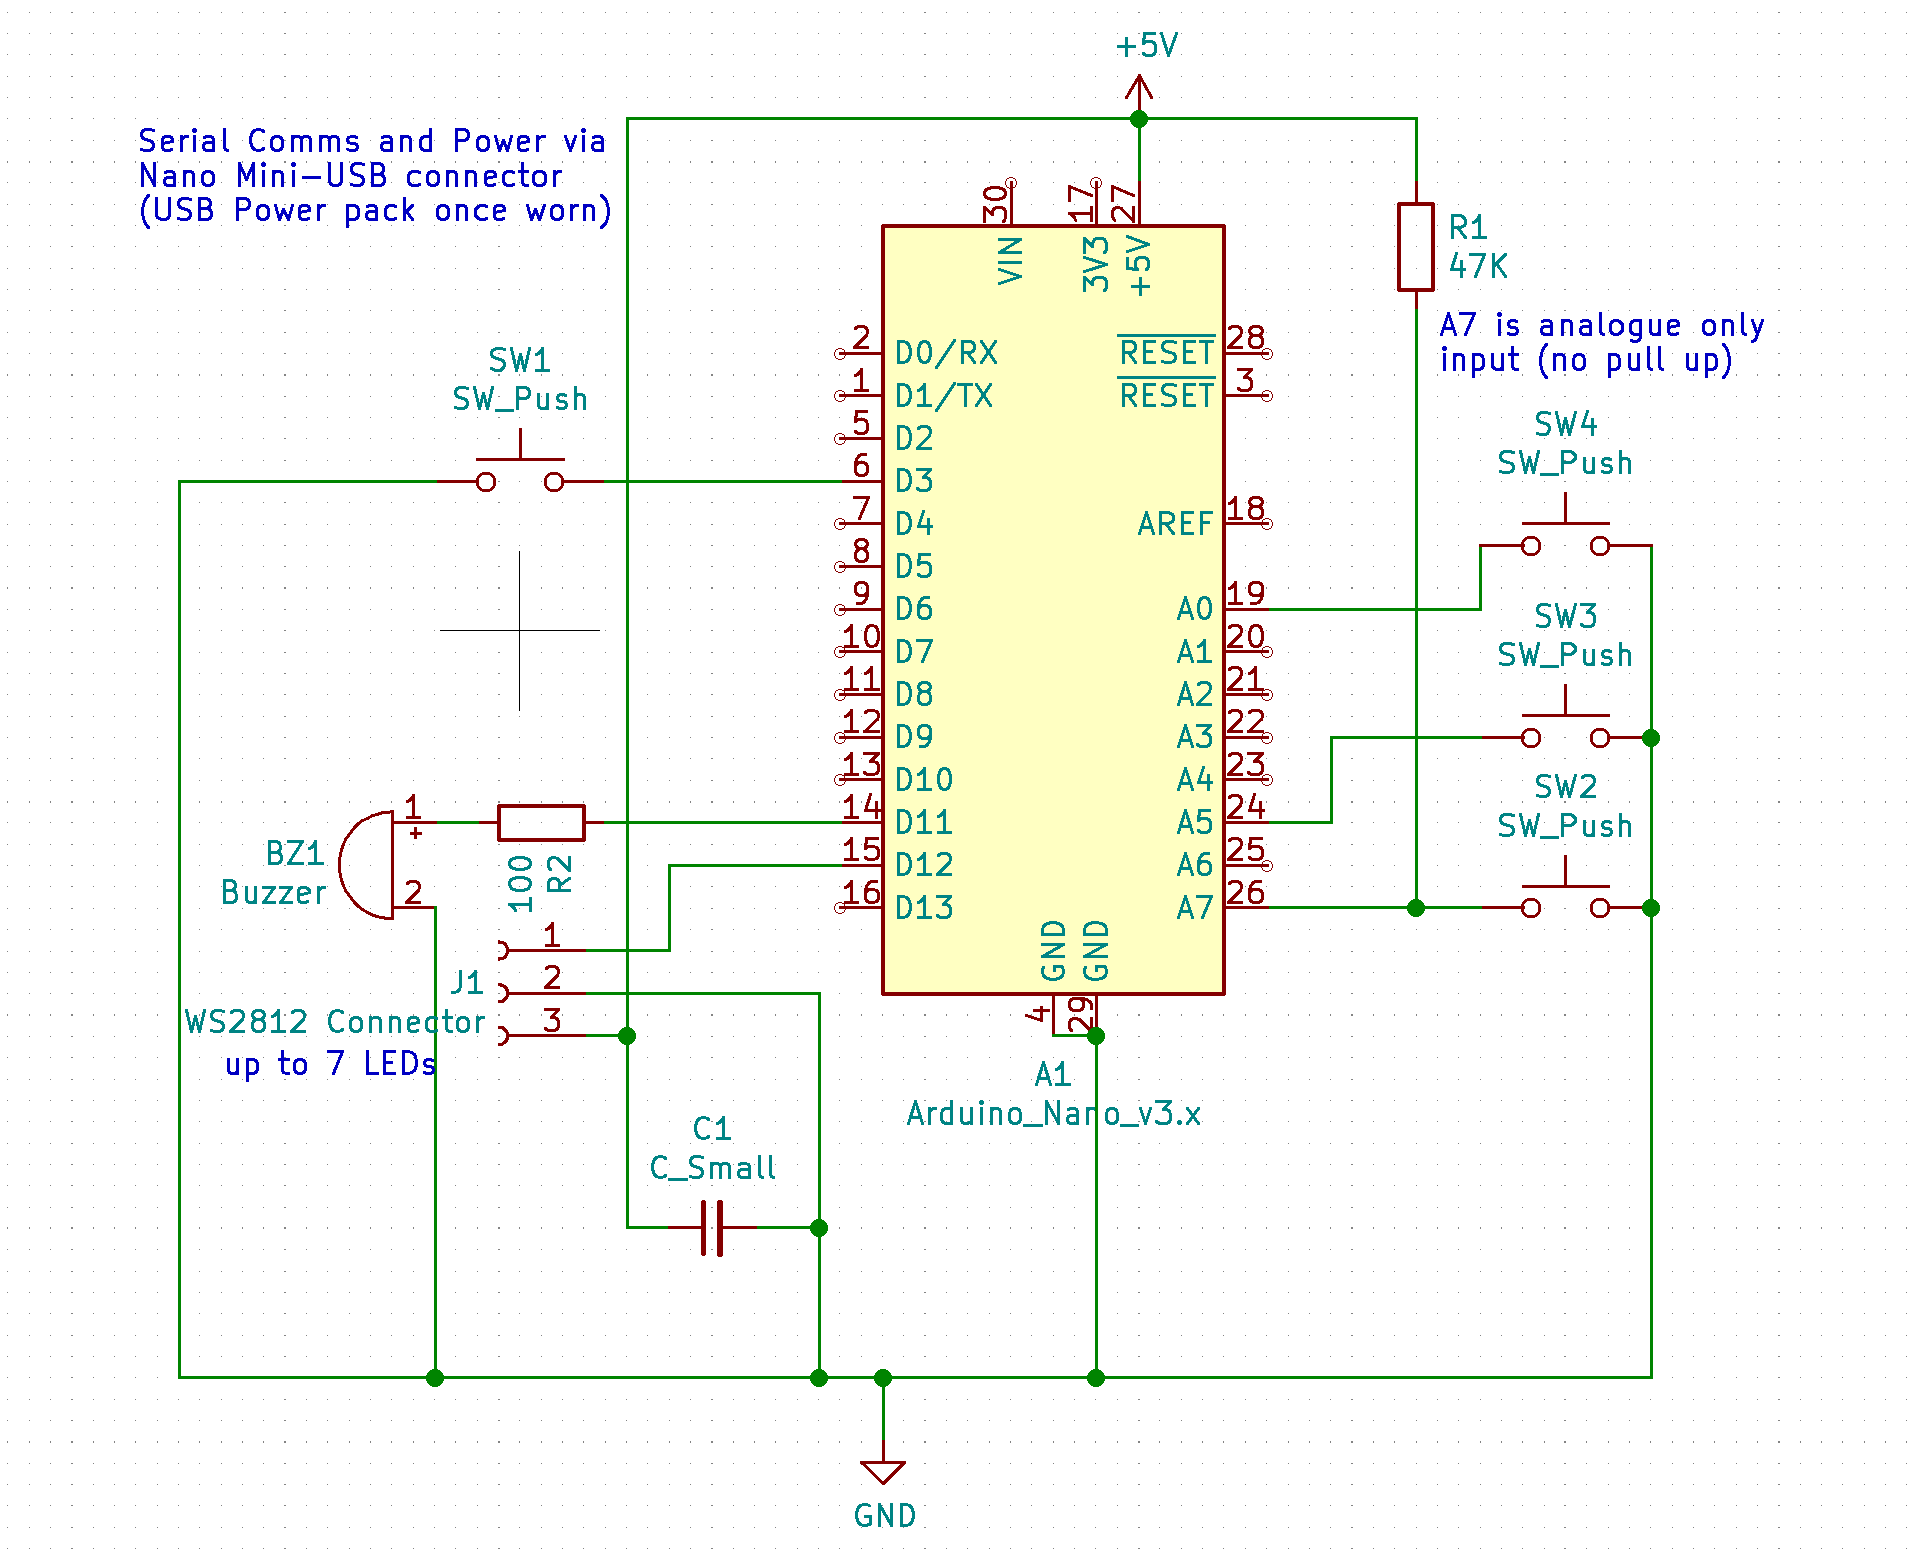 +5V
Serial Comms and Power via
Nano Mini-USB connector
(USB Power pack once worn)
30
17
27
VIN
3V3
+5V
R1
47K
A7 is analogue only
input (no pull up)
2
D0/RX
1
D1/TX
5
D2
6
D3
7
D4
8
D5
9
D6
10
D7
11
D8
12
D9
13
D10
14
D11
15
D12
16
D13
RESET
28
RESET
3
AREF
18
A0
19
A1
20
A2
21
A3
22
A4
23
A5
24
A6
25
A7
26
GND
GND
4
29
A1
Arduino_Nano_v3.x
SW1
SW_Push
SW4
SW_Push
SW3
SW_Push
SW2
SW_Push
BZ1
Buzzer
1
+
2
100
R2
J1
1
2
3
WS2812 Connector
up to 7 LEDs
C1
C_Small
GND